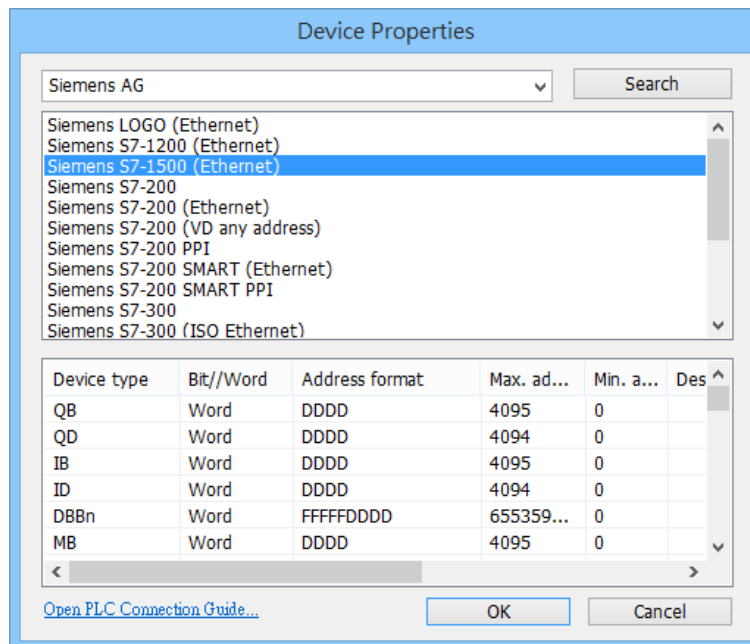 Device Properties
Siemens AG
Search
Siemens LOGO (Ethernet)
Siemens S7-1200 (Ethernet)
Siemens S7-1500 (Ethernet)
Siemens S7-200
Siemens S7-200 (Ethernet)
Siemens S7-200 (VD any address)
Siemens S7-200 PPI
Siemens S7-200 SMART (Ethernet)
Siemens S7-200 SMART PPI
Siemens S7-300
Siemens S7-300 (ISO Ethernet)
Device type Bit//Word Address format Max. ad... Min. a... Des
QB Word DDDD 4095 0
QD Word DDDD 4094 0
IB Word DDDD 4095 0
ID Word DDDD 4094 0
DBBn Word FFFFFDDDD 655359... 0
MB Word DDDD 4095 0
Open PLC Connection Guide...
OK Cancel